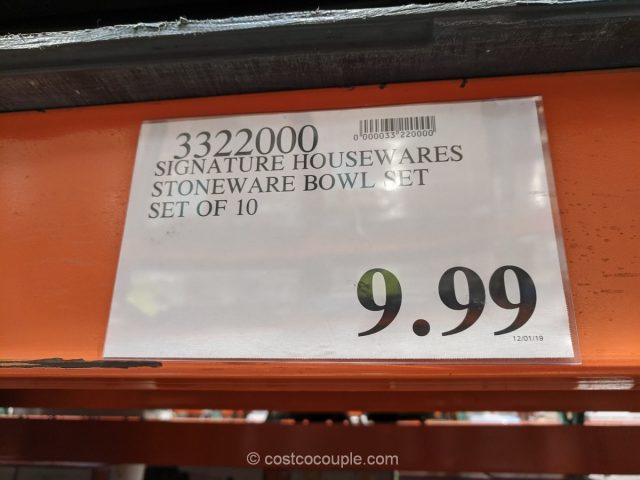 3322000
0 000033 220000
SIGNATURE HOUSEWARES
STONEWARE BOWL SET
SET OF 10
9.99
12/01/19
© costcocouple.com